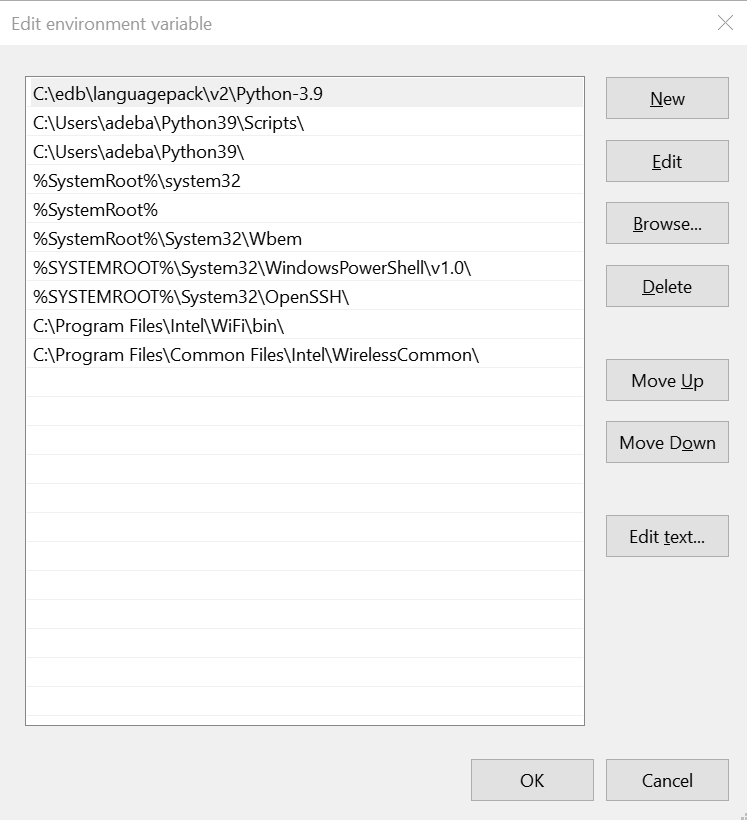 Edit environment variable
C:\edb\languagepack\v2\Python-3.9
C:\Users\adeba\Python39\Scripts\
C:\Users\adeba\Python39\
%SystemRoot%\system32
%SystemRoot%
%SystemRoot%\System32\Wbem
%SYSTEMROOT%\System32\WindowsPowerShell\v1.0\
%SYSTEMROOT%\System32\OpenSSH\
C:\Program Files\Intel\WiFi\bin\
C:\Program Files\Common Files\Intel\WirelessCommon\
New
Edit
Browse...
Delete
Move Up
Move Down
Edit text...
OK
Cancel